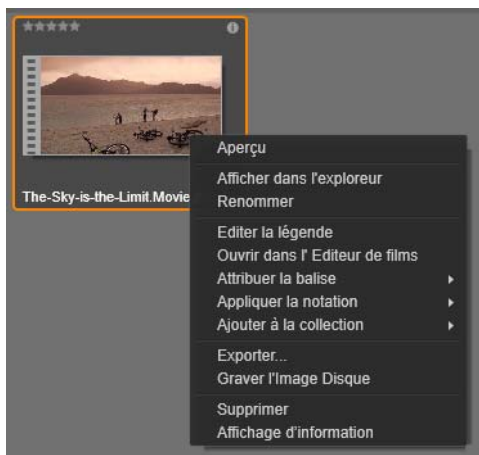 Aperçu
Afficher dans l'exploreur
Renommer
The-Sky-is-the-Limit.Movie
Editer la légende
Ouvrir dans l' Editeur de films
Attribuer la balise
Appliquer la notation
Ajouter à la collection
Exporter...
Graver l'Image Disque
Supprimer
Affichage d'information